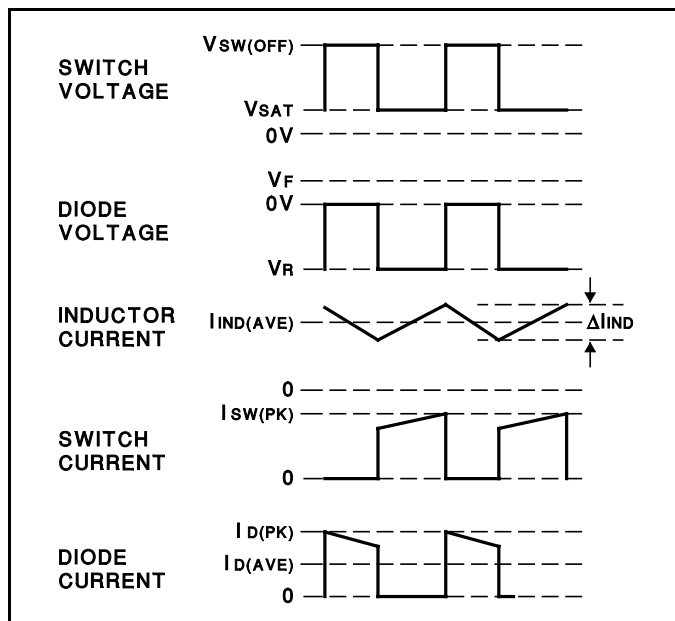 VSW(OFF)
SWITCH
VOLTAGE
VSAT
0V
VF
0V
DIODE
VOLTAGE
VR
INDUCTOR
CURRENT
IIND(AVE)
ΔIIND
0
ISW(PK)
SWITCH
CURRENT
0
ID(PK)
DIODE
CURRENT
ID(AVE)
0